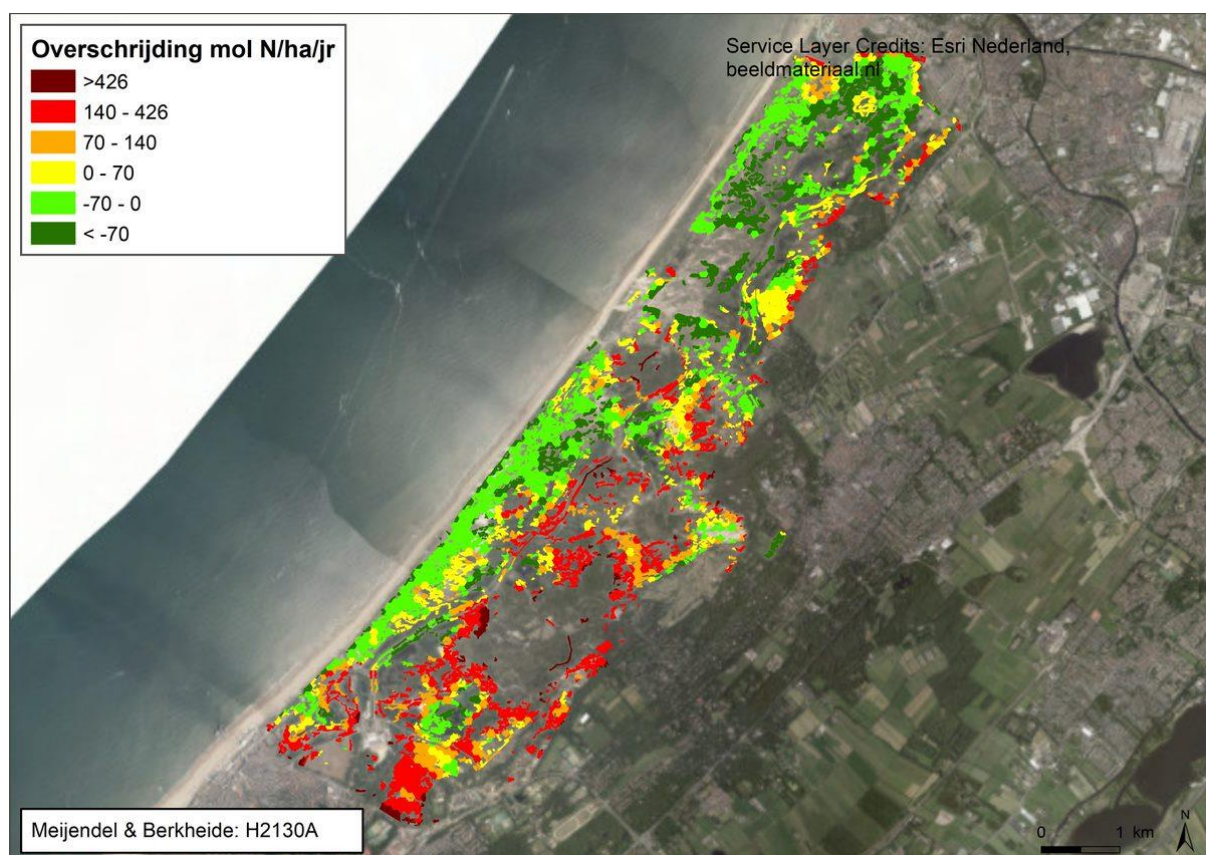 Overschrijding mol N/ha/jr
>426
140 - 426
70 - 140
0 - 70
-70 - 0
< -70
Service Layer Credits: Esri Nederland,
beeldmateriaal.nl
Meijendel & Berkheide: H2130A
0 1 km
N